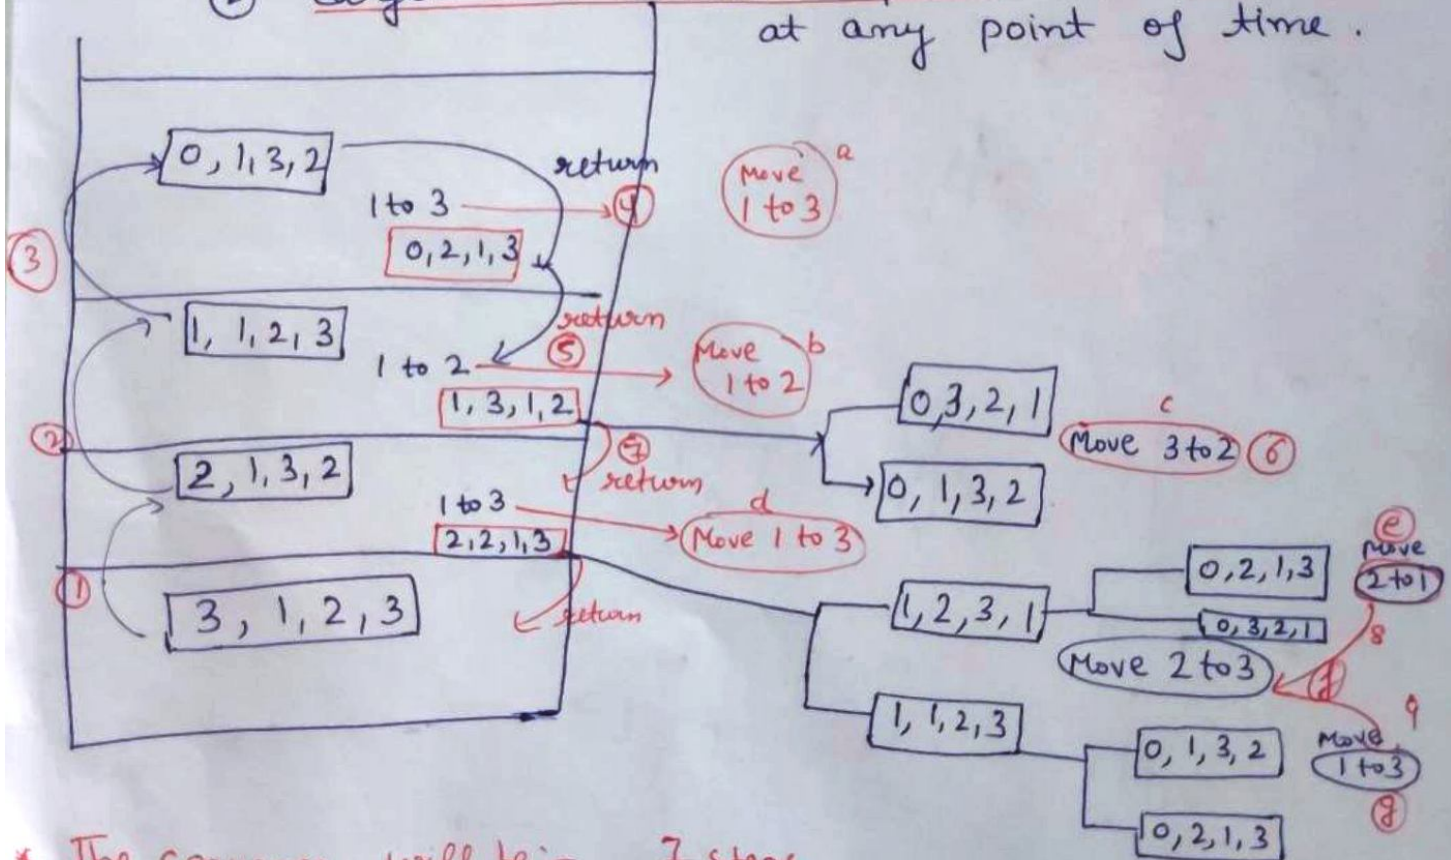 ②
at any point of time.
0, 1, 3, 2
return
Move a
1 to 3
1 to 3
④
0, 2, 1, 3
③
1, 1, 2, 3
return
⑤
Move b
1 to 2
1 to 2
1, 3, 1, 2
0, 3, 2, 1
c
Move 3 to 2 ⑥
②
⑦
return
2, 1, 3, 2
0, 1, 3, 2
1 to 3
d
Move 1 to 3
2, 2, 1, 3
e
Move
2 to 1
0, 2, 1, 3
①
3, 1, 2, 3
return
1, 2, 3, 1
0, 3, 2, 1
8
Move 2 to 3
f
1, 1, 2, 3
9
0, 1, 3, 2
Move
1 to 3
g
0, 2, 1, 3
* The will 7 steps